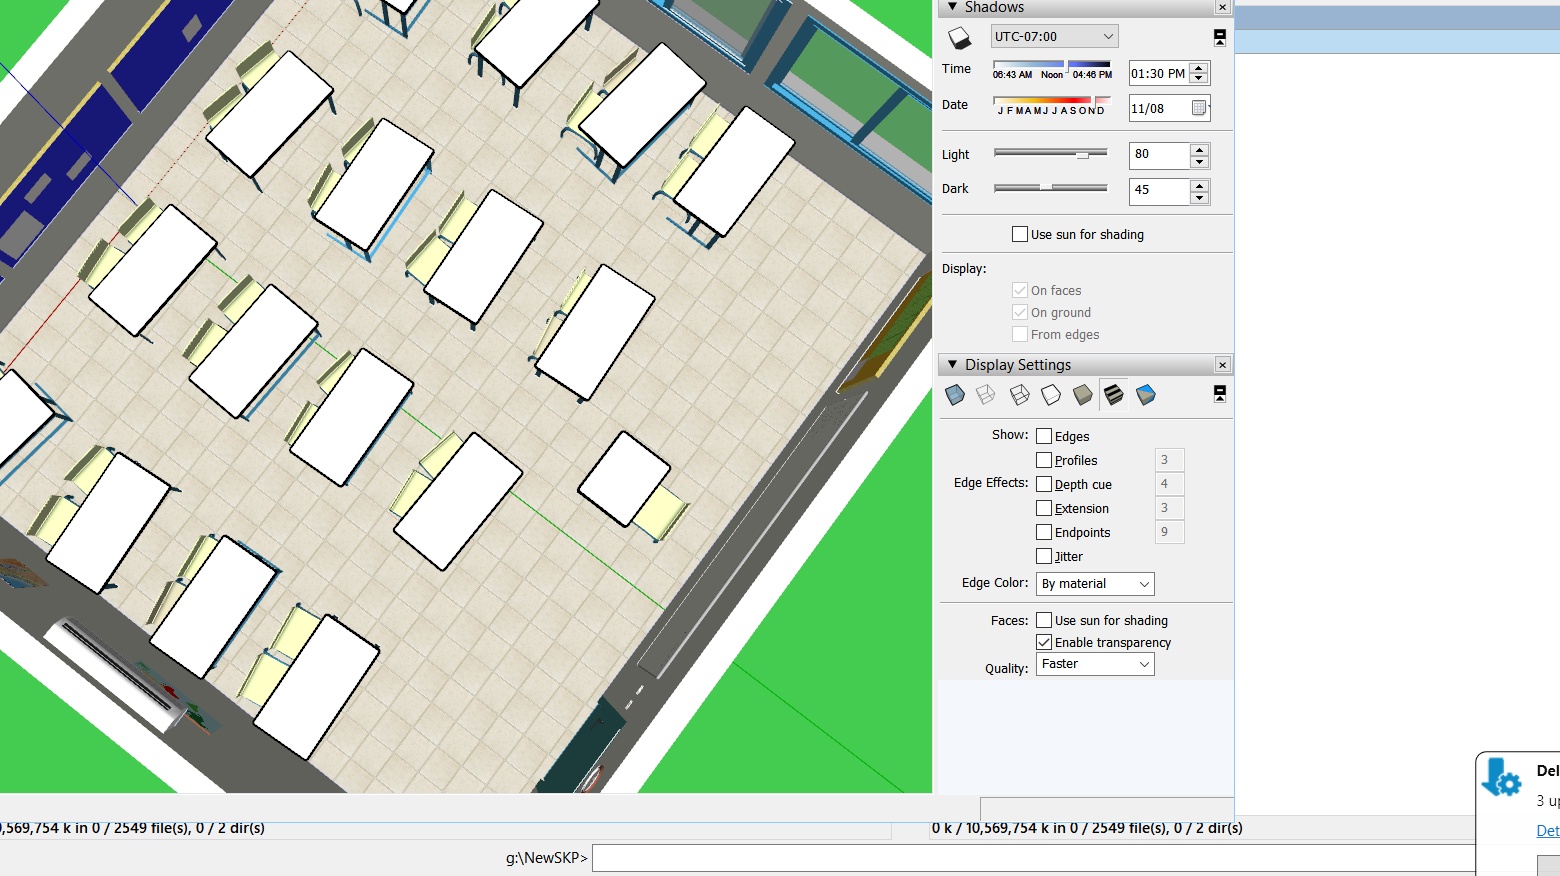 Shadows
UTC-07:00
Time
06:43 AM Noon 04:46 PM
01:30 PM
Date
J F M A M J J A S O N D
11/08
Light
80
Dark
45
Use sun for shading
Display:
On faces
On ground
From edges
Display Settings
Show:
Edges
Profiles
3
Edge Effects:
Depth cue
4
Extension
3
Endpoints
9
Jitter
Edge Color:
By material
Faces:
Use sun for shading
Enable transparency
Quality:
Faster
Del
3 up
Det
,569,754 k in 0 / 2549 file(s), 0 / 2 dir(s)
0 k / 10,569,754 k in 0 / 2549 file(s), 0 / 2 dir(s)
g:\NewSKP>